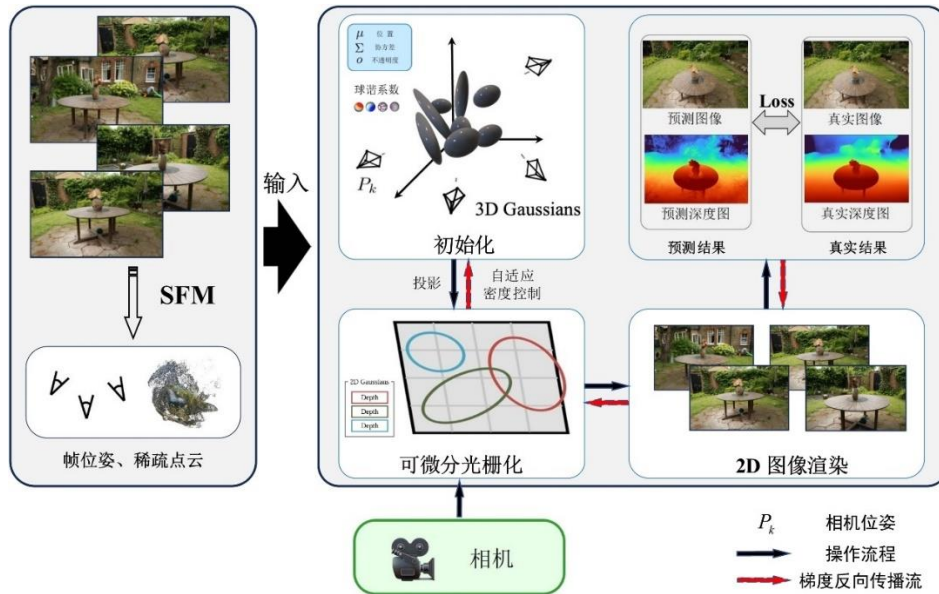 SFM
帧位姿、稀疏点云
输入
μ 位置
Σ 协方差
o 不透明度
球谐系数
P_k
3D Gaussians
初始化
预测图像
Loss
真实图像
预测深度图
真实深度图
预测结果
真实结果
投影
自适应
密度控制
2D Gaussians
Depth
Depth
Depth
可微分光栅化
2D 图像渲染
相机
P_k 相机位姿
操作流程
梯度反向传播流